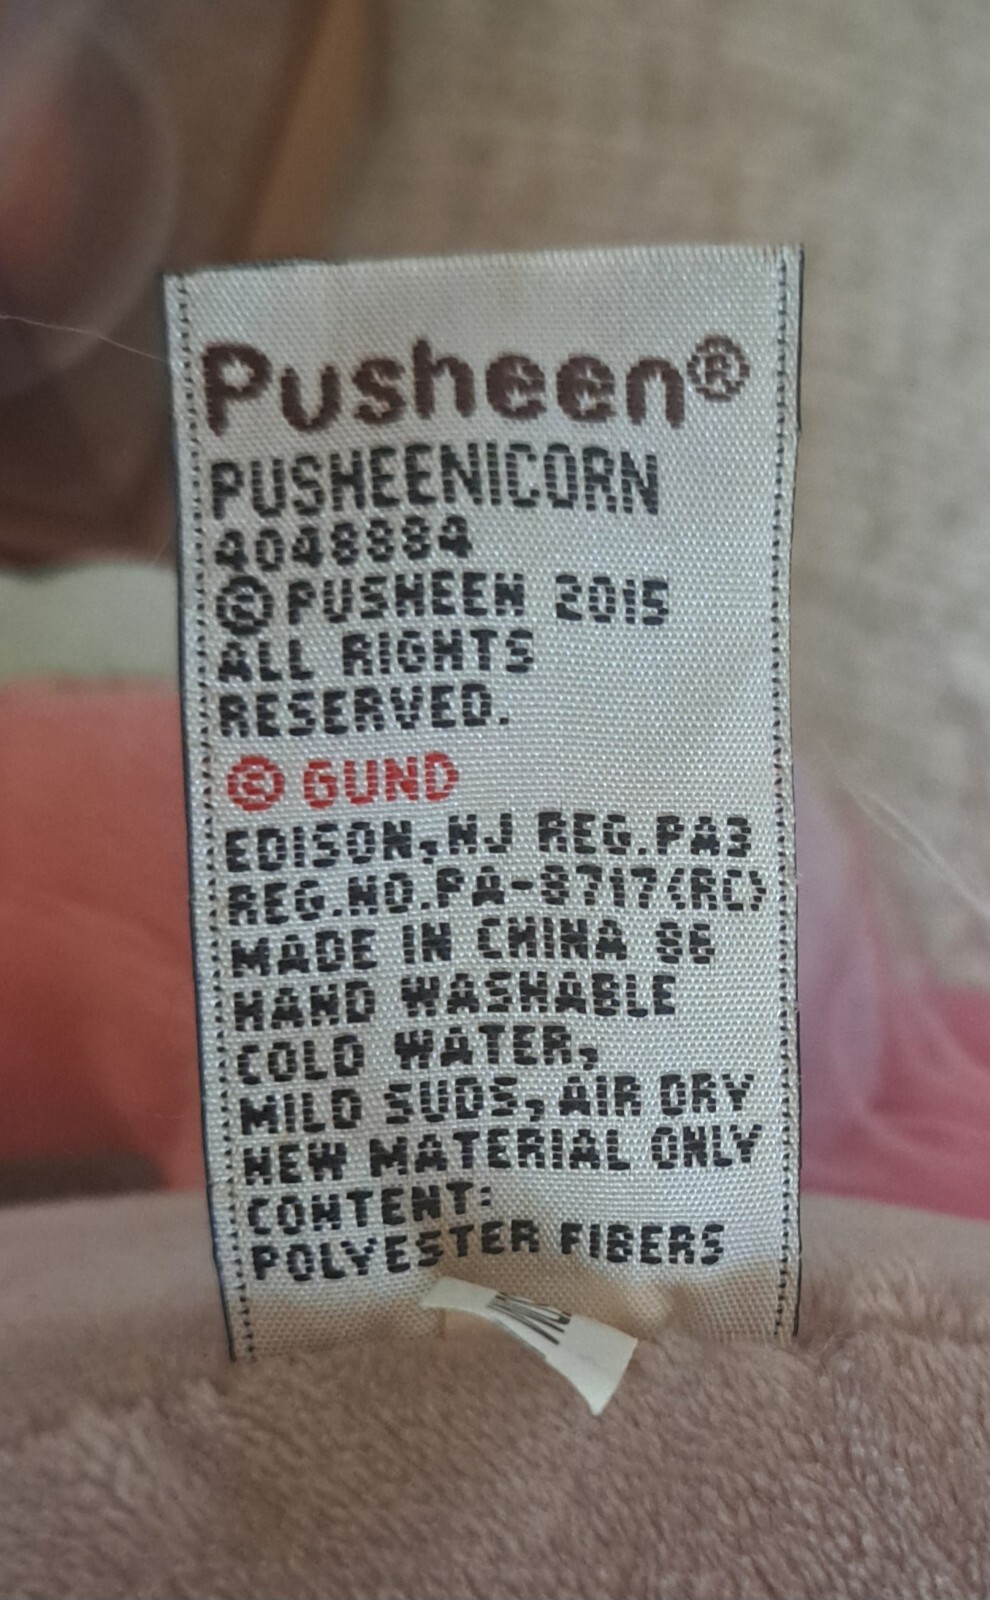 Pusheen®
PUSHEENICORN
4048884
® PUSHEEN 2015
ALL RIGHTS
RESERVED.
© GUND
EDISON, NJ REG.PA3
REG.NO.PA-8717(RC)
MADE IN CHINA
HAND WASHABLE
COLD WATER,
MILD SUDS, AIR DRY
NEW MATERIAL ONLY
CONTENT:
POLYESTER FIBERS